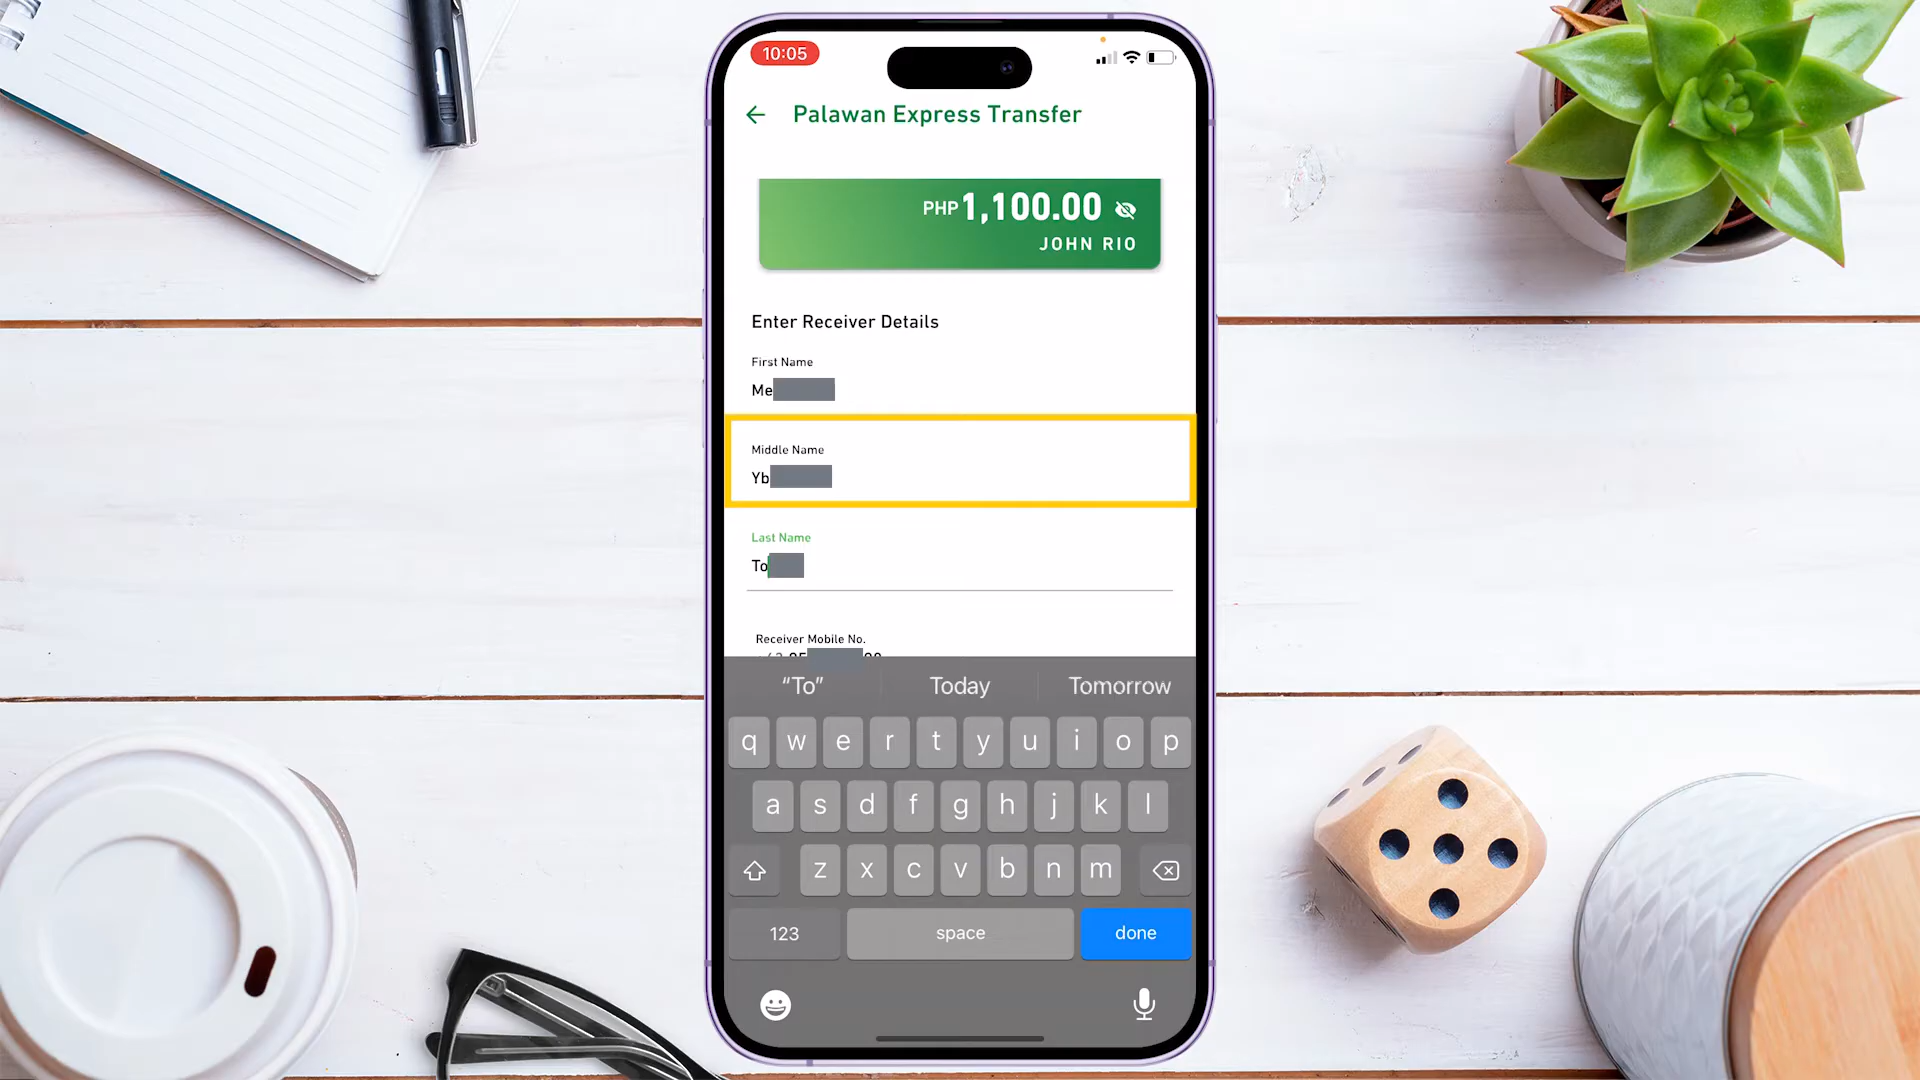 10:05
Palawan Express Transfer
PHP 1,100.00
JOHN RIO
Enter Receiver Details
First Name
Me
Middle Name
Yb
Last Name
To
Receiver Mobile No.
“To” Today Tomorrow
q w e r t y u i o p
a s d f g h j k l
z x c v b n m
123 space done